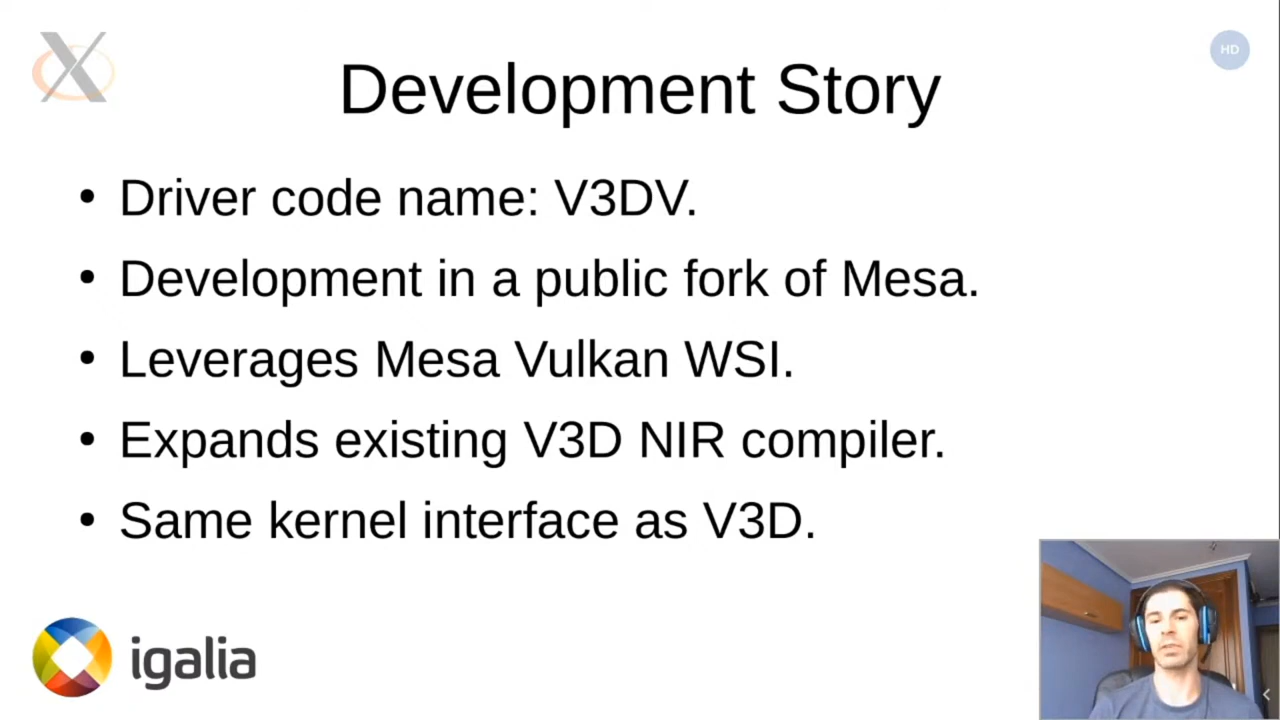 HD
Development Story
• Driver code name: V3DV.
• Development in a public fork of Mesa.
• Leverages Mesa Vulkan WSI.
• Expands existing V3D NIR compiler.
• Same kernel interface as V3D.
igalia